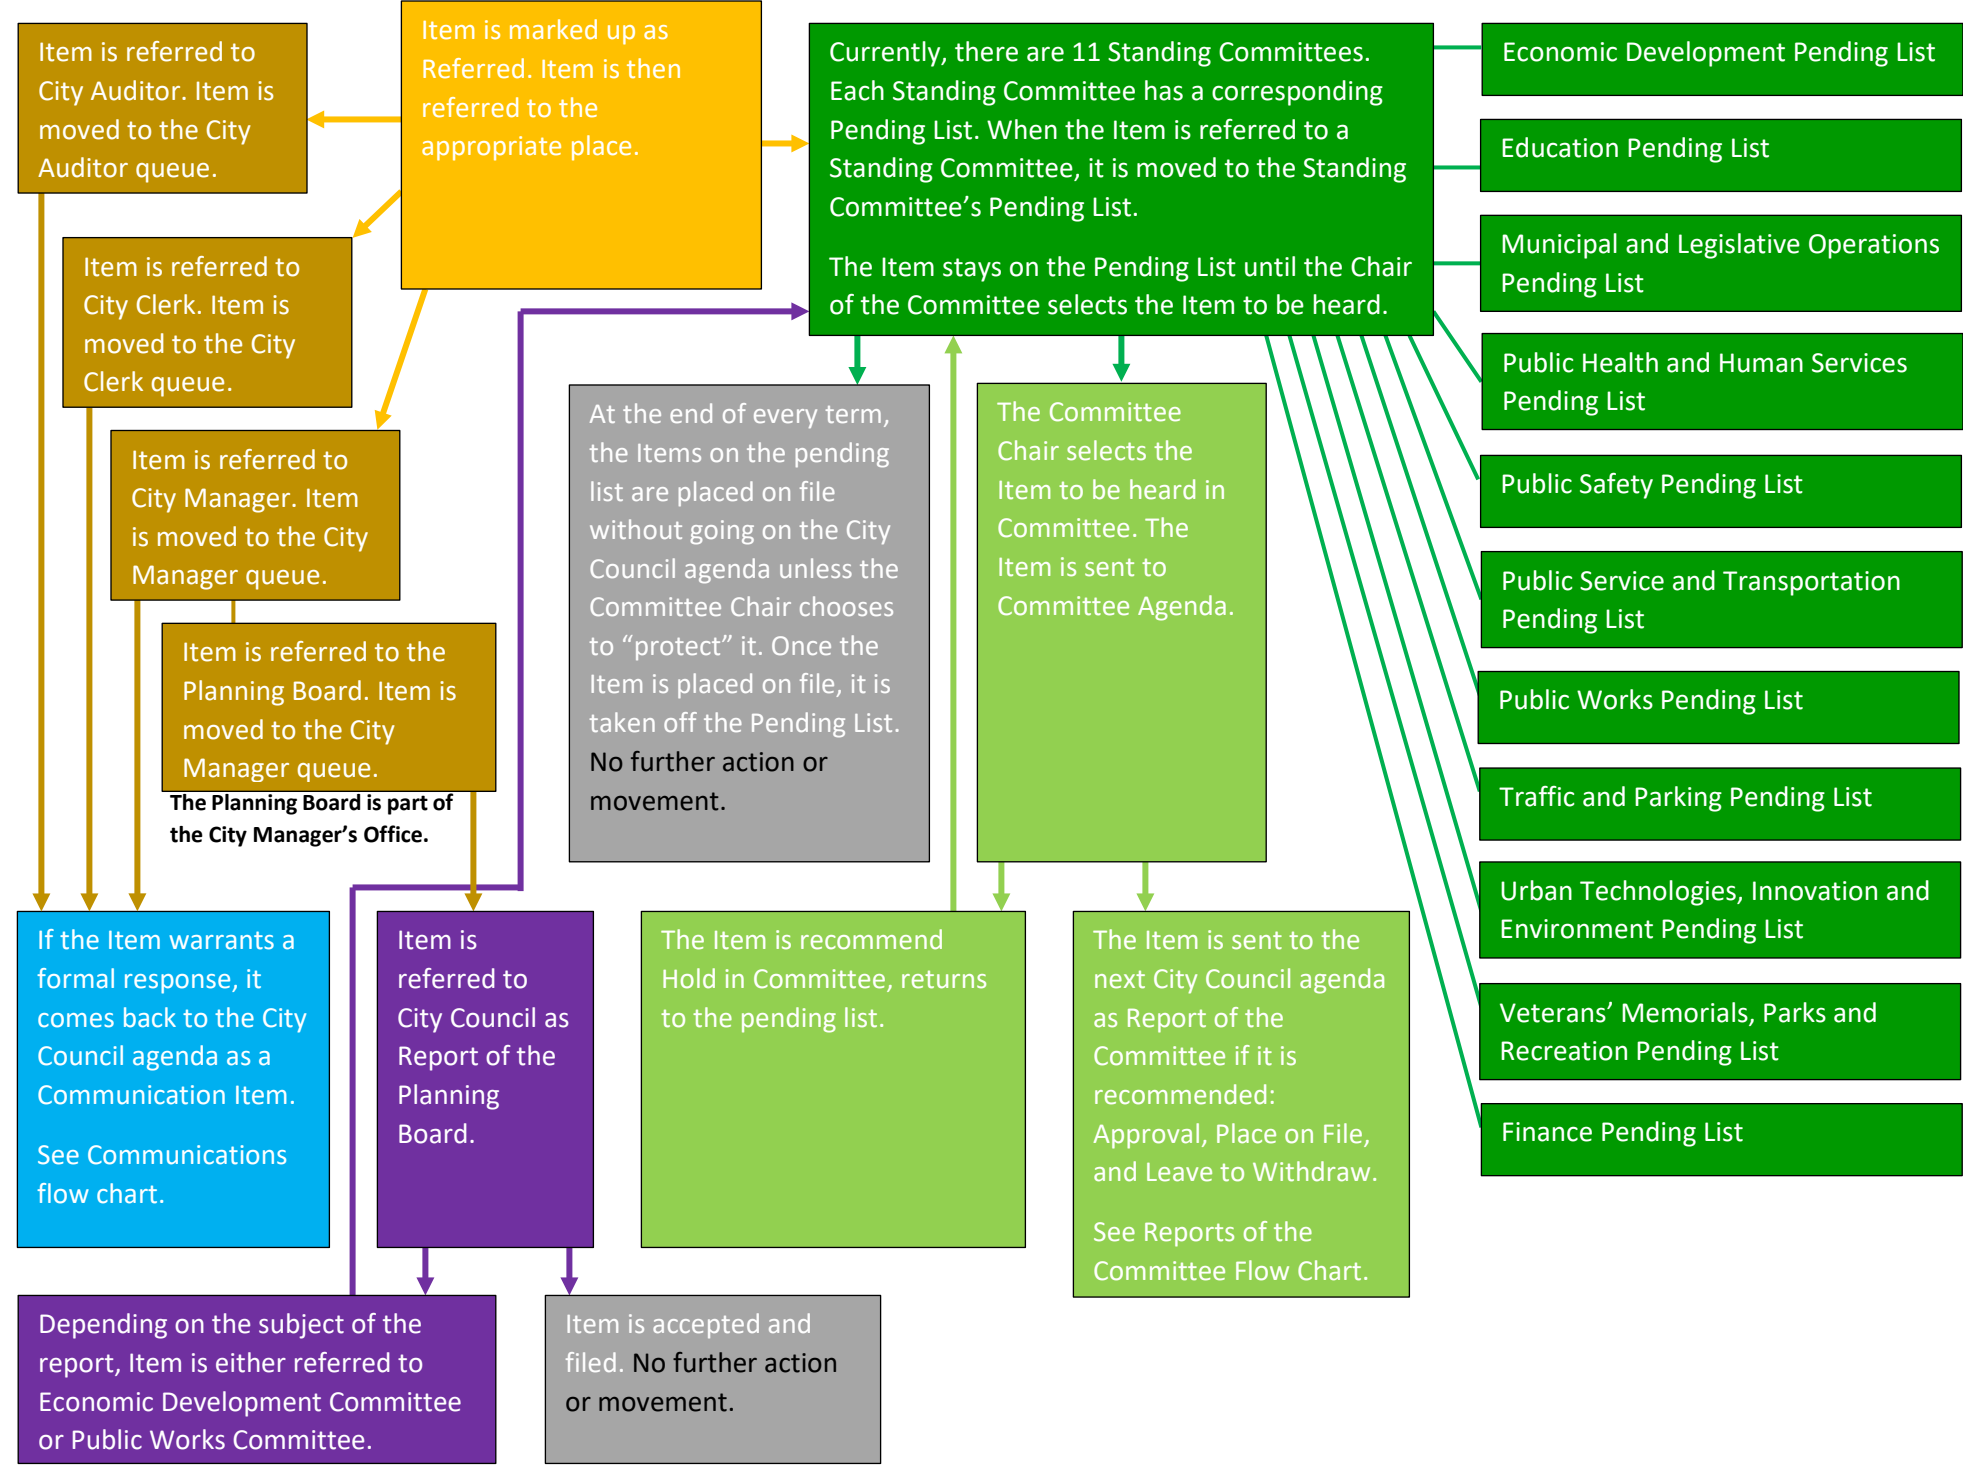 Item is referred to
City Auditor. Item is
moved to the City
Auditor queue.
Item is marked up as
Referred. Item is then
referred to the
appropriate place.
Currently, there are 11 Standing Committees.
Each Standing Committee has a corresponding
Pending List. When the Item is referred to a
Standing Committee, it is moved to the Standing
Committee’s Pending List.
The Item stays on the Pending List until the Chair
of the Committee selects the Item to be heard.
Economic Development Pending List
Education Pending List
Municipal and Legislative Operations
Pending List
Public Health and Human Services
Pending List
Public Safety Pending List
Public Service and Transportation
Pending List
Public Works Pending List
Traffic and Parking Pending List
Urban Technologies, Innovation and
Environment Pending List
Veterans’ Memorials, Parks and
Recreation Pending List
Finance Pending List
Item is referred to
City Clerk. Item is
moved to the City
Clerk queue.
Item is referred to
City Manager. Item
is moved to the City
Manager queue.
Item is referred to the
Planning Board. Item is
moved to the City
Manager queue.
The Planning Board is part of
the City Manager’s Office.
At the end of every term,
the Items on the pending
list are placed on file
without going on the City
Council agenda unless the
Committee Chair chooses
to “protect” it. Once the
Item is placed on file, it is
taken off the Pending List.
No further action or
movement.
The Committee
Chair selects the
Item to be heard in
Committee. The
Item is sent to
Committee Agenda.
If the Item warrants a
formal response, it
comes back to the City
Council agenda as a
Communication Item.
See Communications
flow chart.
Item is
referred to
City Council as
Report of the
Planning
Board.
The Item is recommend
Hold in Committee, returns
to the pending list.
The Item is sent to the
next City Council agenda
as Report of the
Committee if it is
recommended:
Approval, Place on File,
and Leave to Withdraw.
See Reports of the
Committee Flow Chart.
Depending on the subject of the
report, Item is either referred to
Economic Development Committee
or Public Works Committee.
Item is accepted and
filed. No further action
or movement.